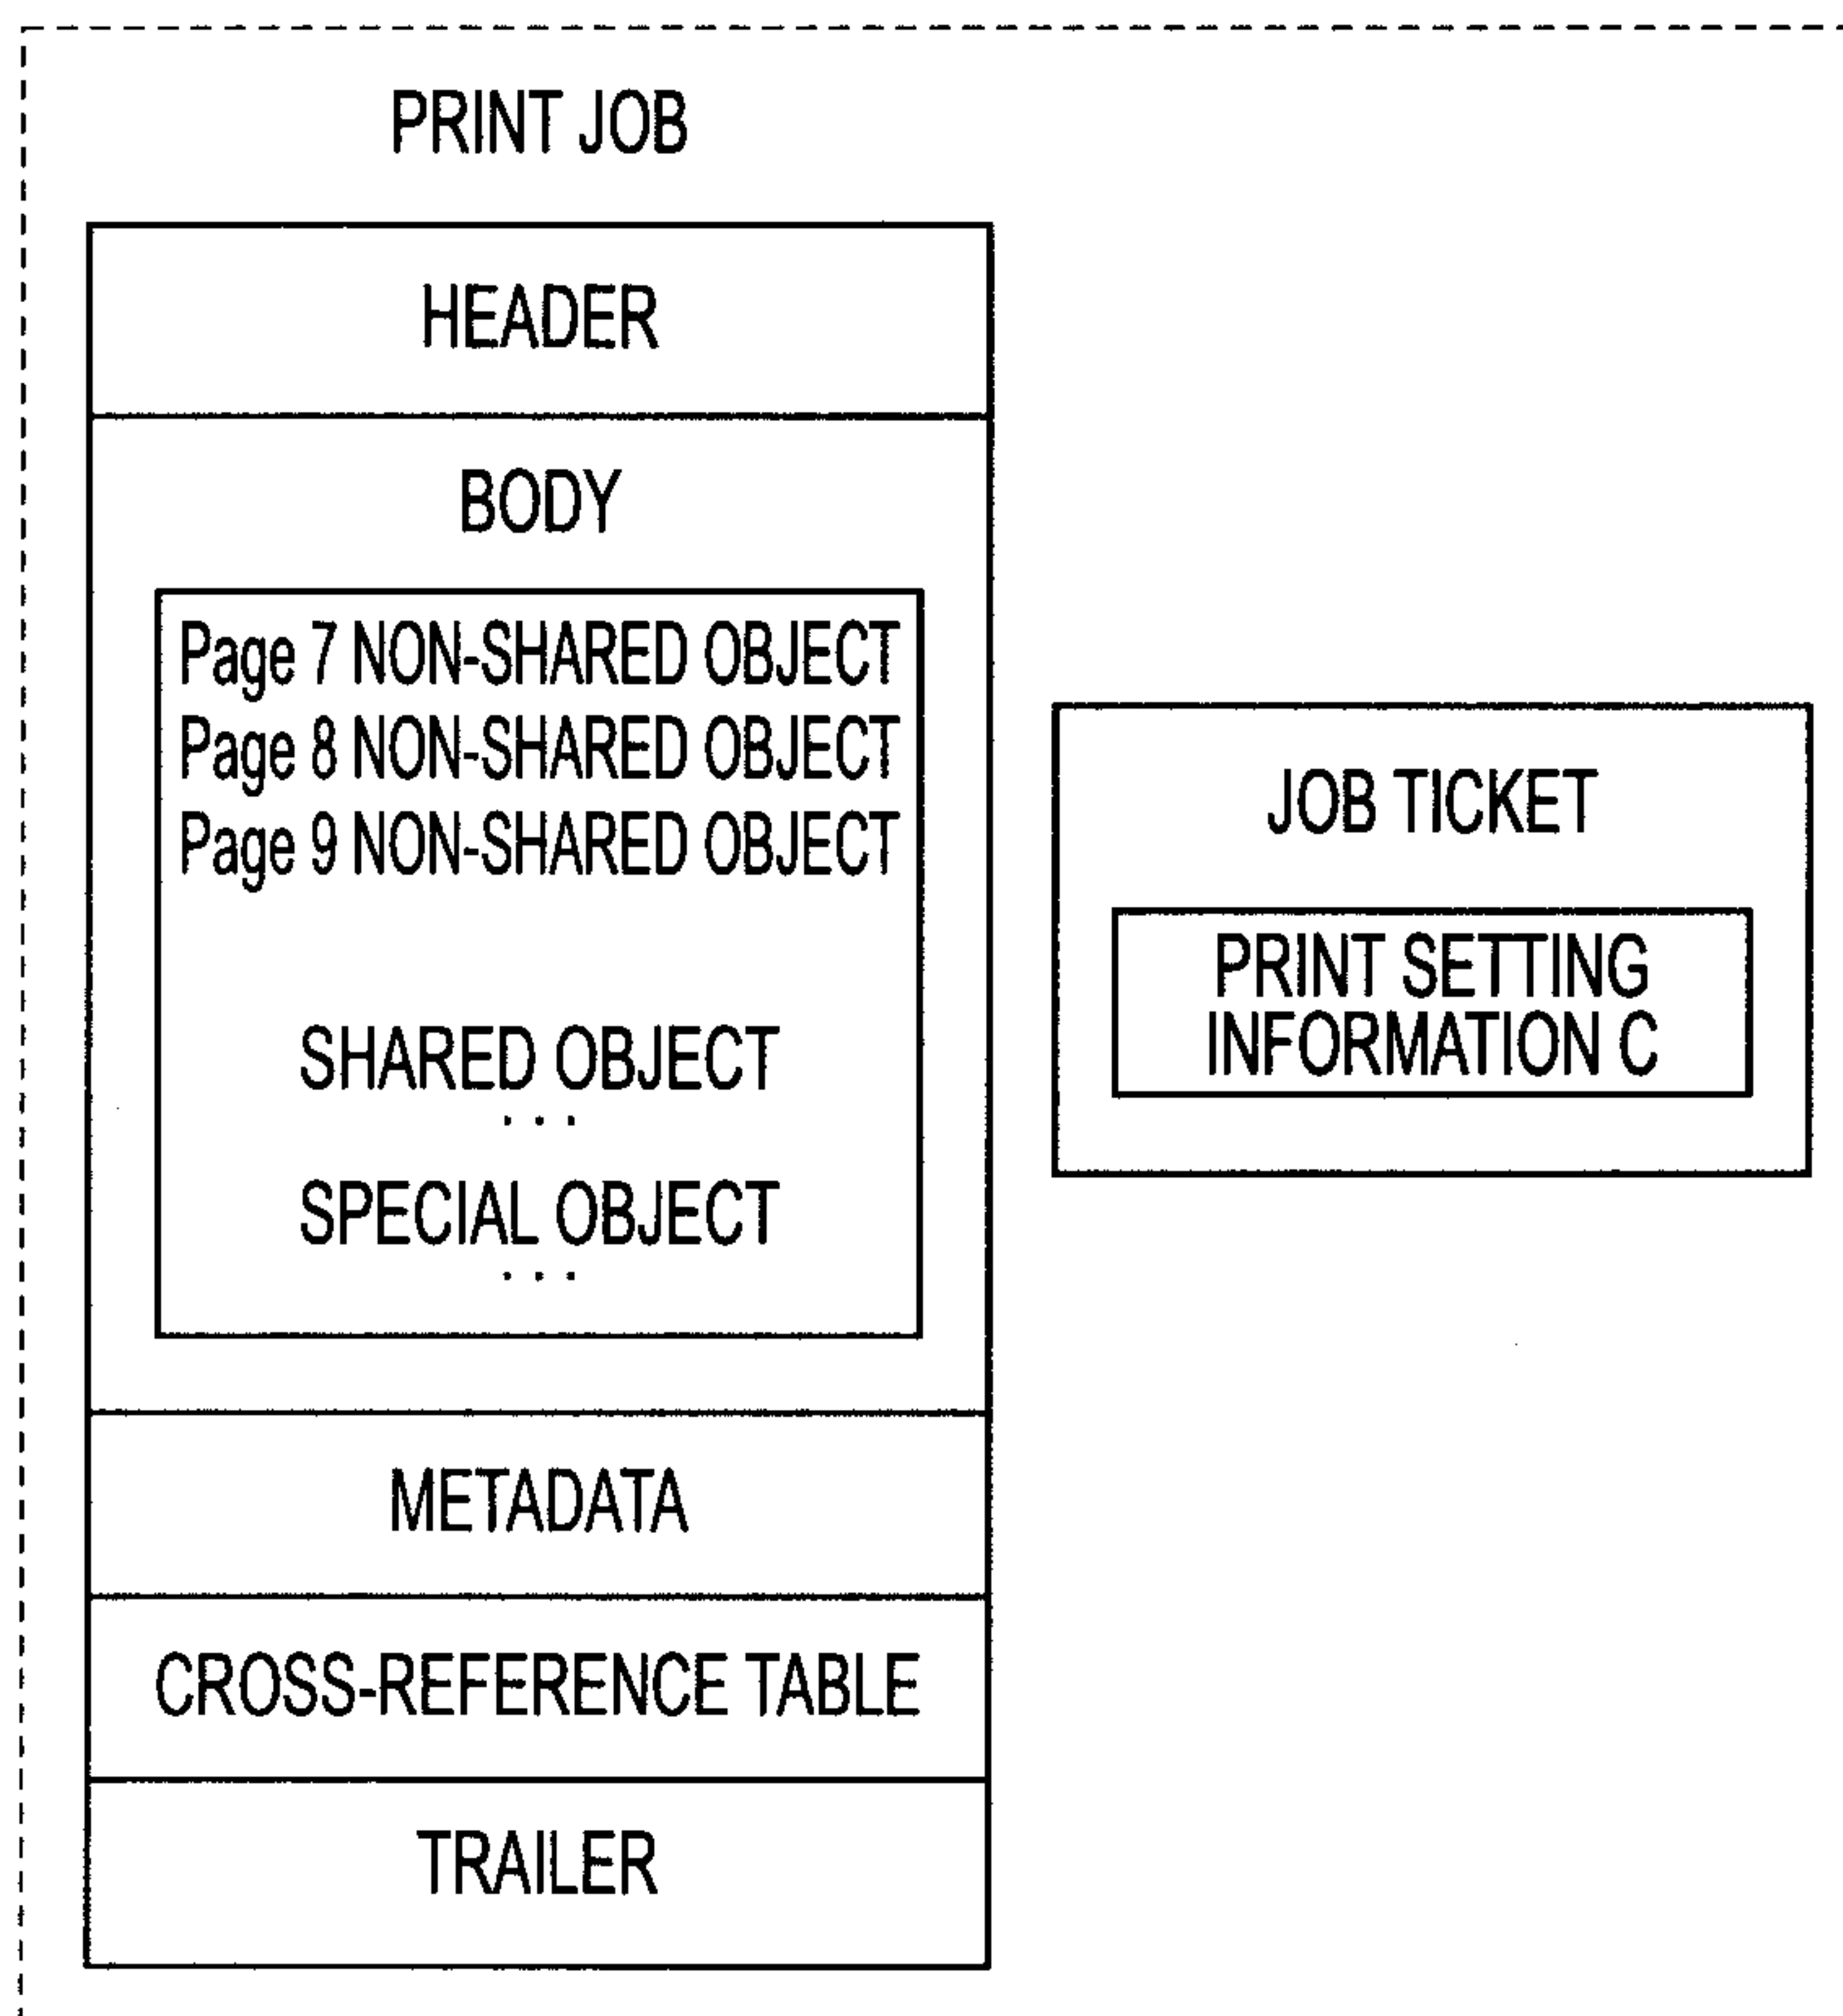 PRINT JOB
HEADER
BODY
Page 7 NON-SHARED OBJECT
Page 8 NON-SHARED OBJECT
Page 9 NON-SHARED OBJECT
SHARED OBJECT
...
SPECIAL OBJECT
...
METADATA
CROSS-REFERENCE TABLE
TRAILER
JOB TICKET
PRINT SETTING
INFORMATION C